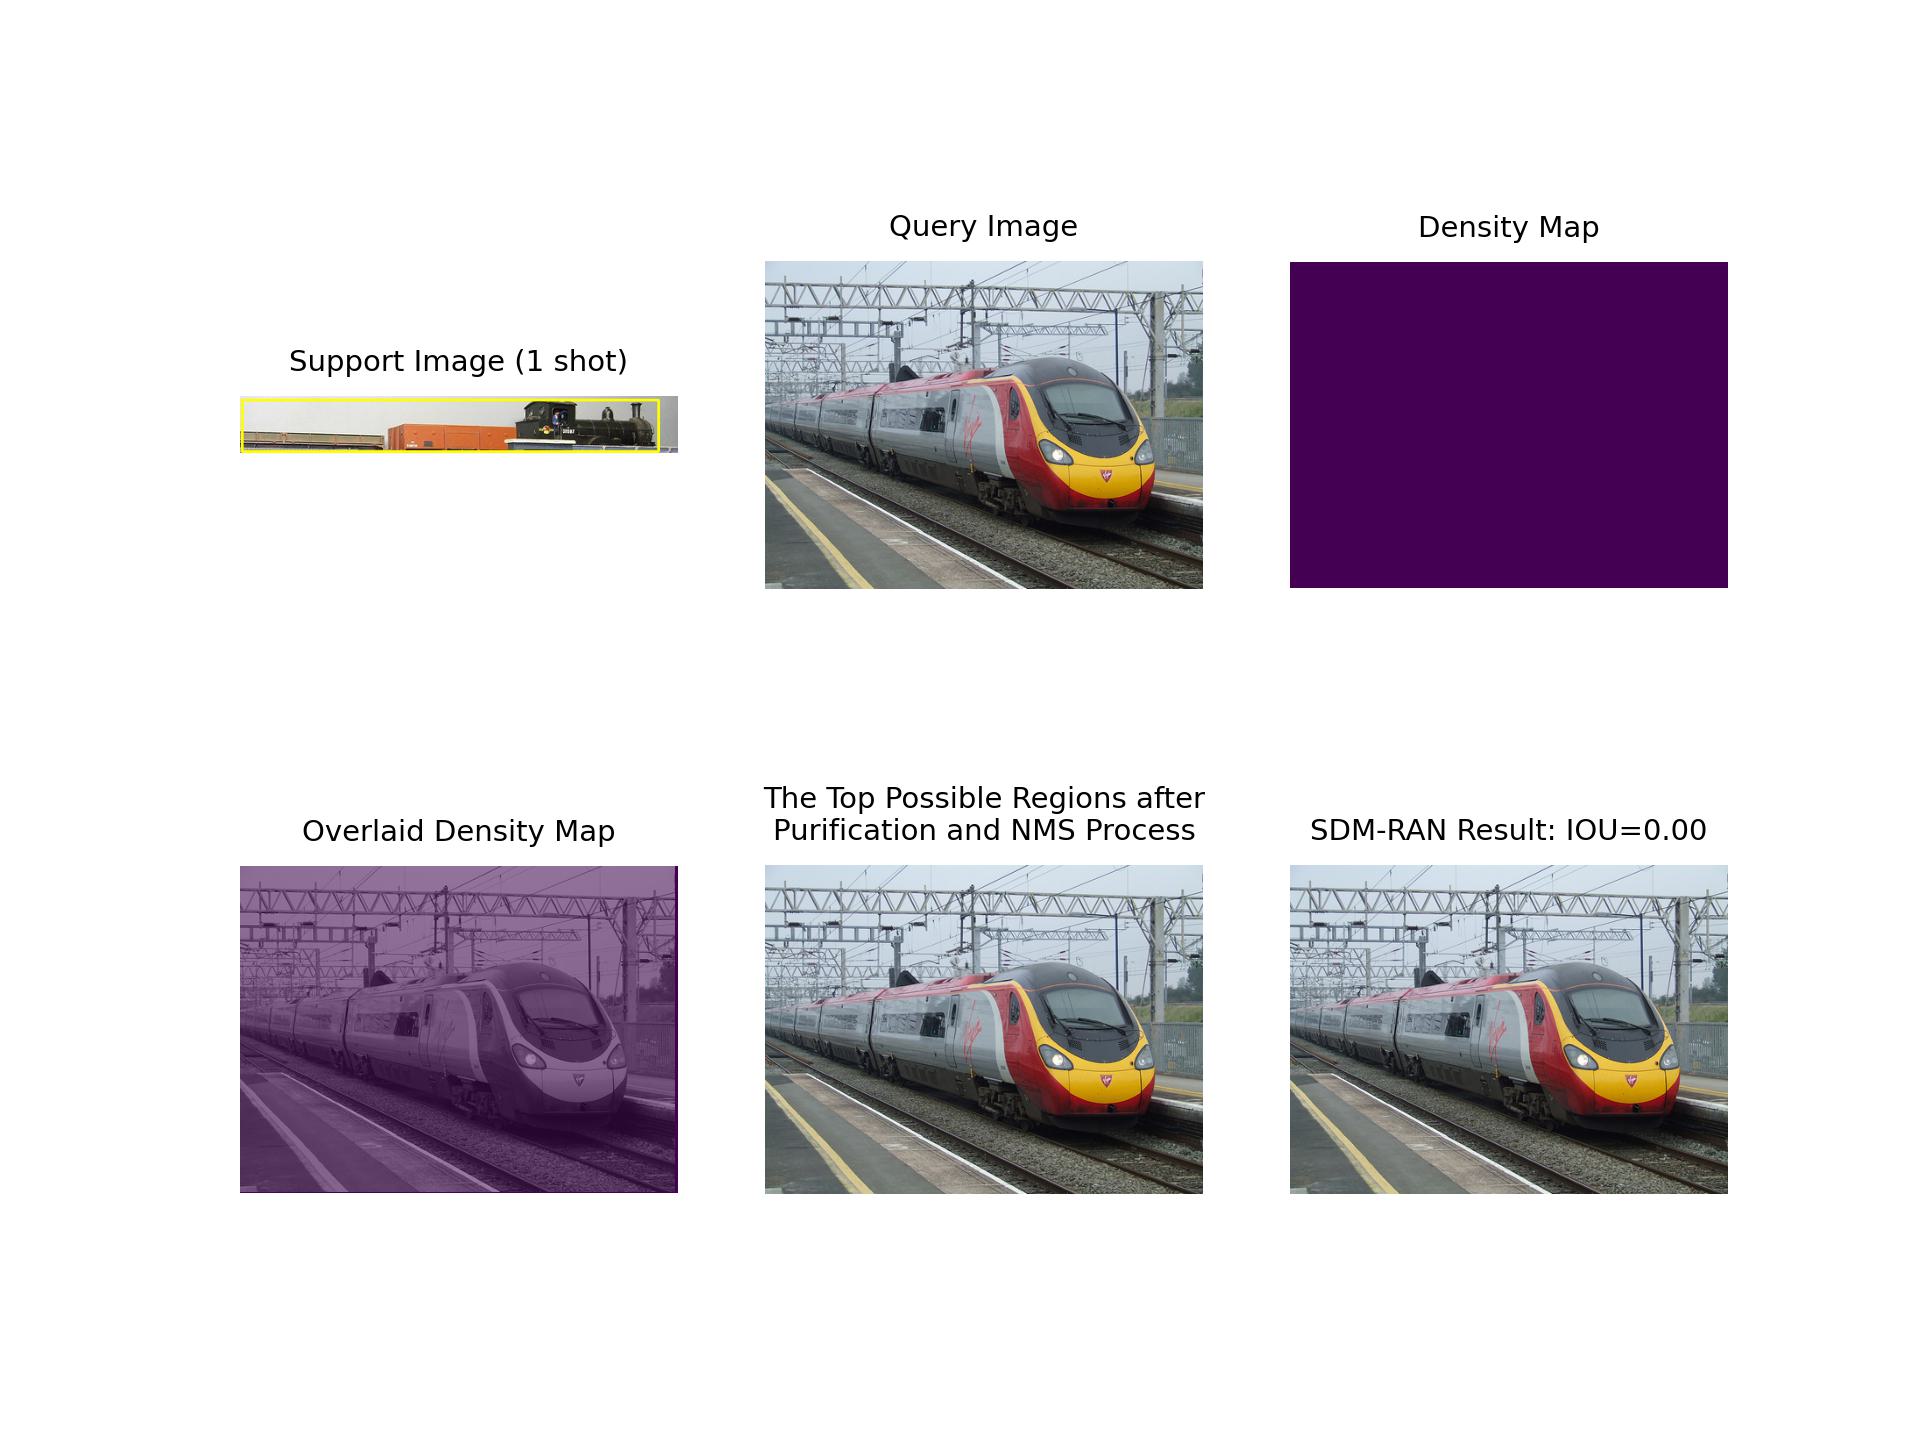 Query Image
Density Map
Support Image (1 shot)
The Top Possible Regions after
Purification and NMS Process
Overlaid Density Map
SDM-RAN Result: IOU=0.00
Virgin